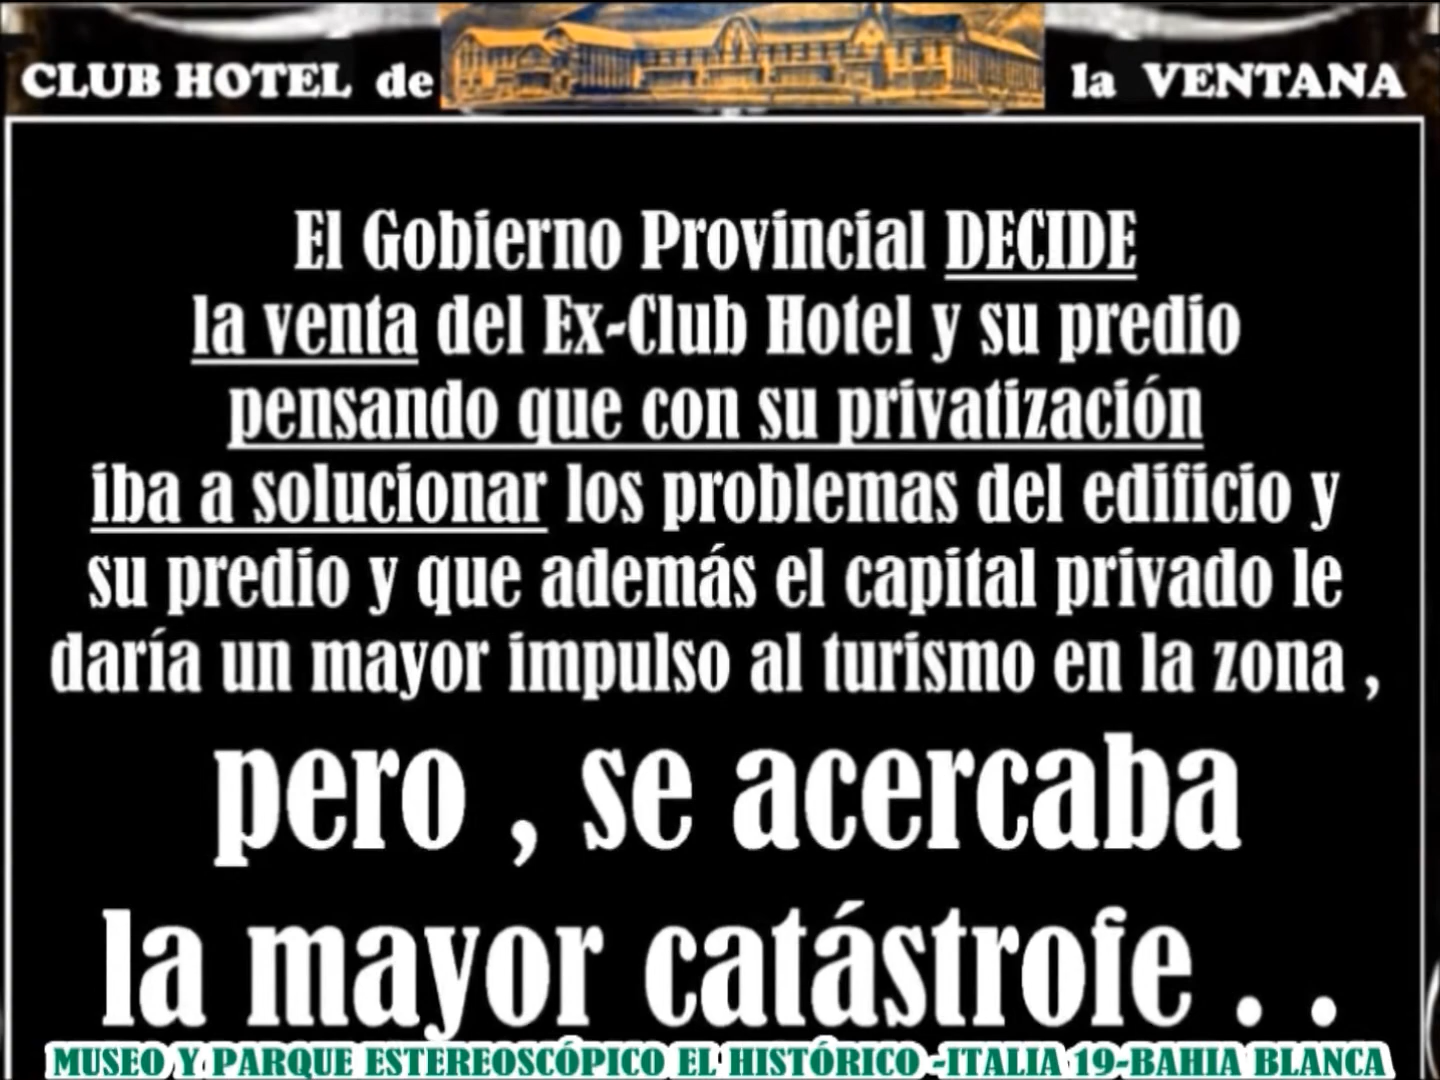 CLUB HOTEL de la VENTANA
El Gobierno Provincial DECIDE
la venta del Ex-Club Hotel y su predio
pensando que con su privatización
iba a solucionar los problemas del edificio y
su predio y que además el capital privado le
daría un mayor impulso al turismo en la zona ,
pero , se acercaba
la mayor catástrofe . .
MUSEO Y PARQUE ESTEREOSCÓPICO EL HISTÓRICO -ITALIA 19-BAHIA BLANCA